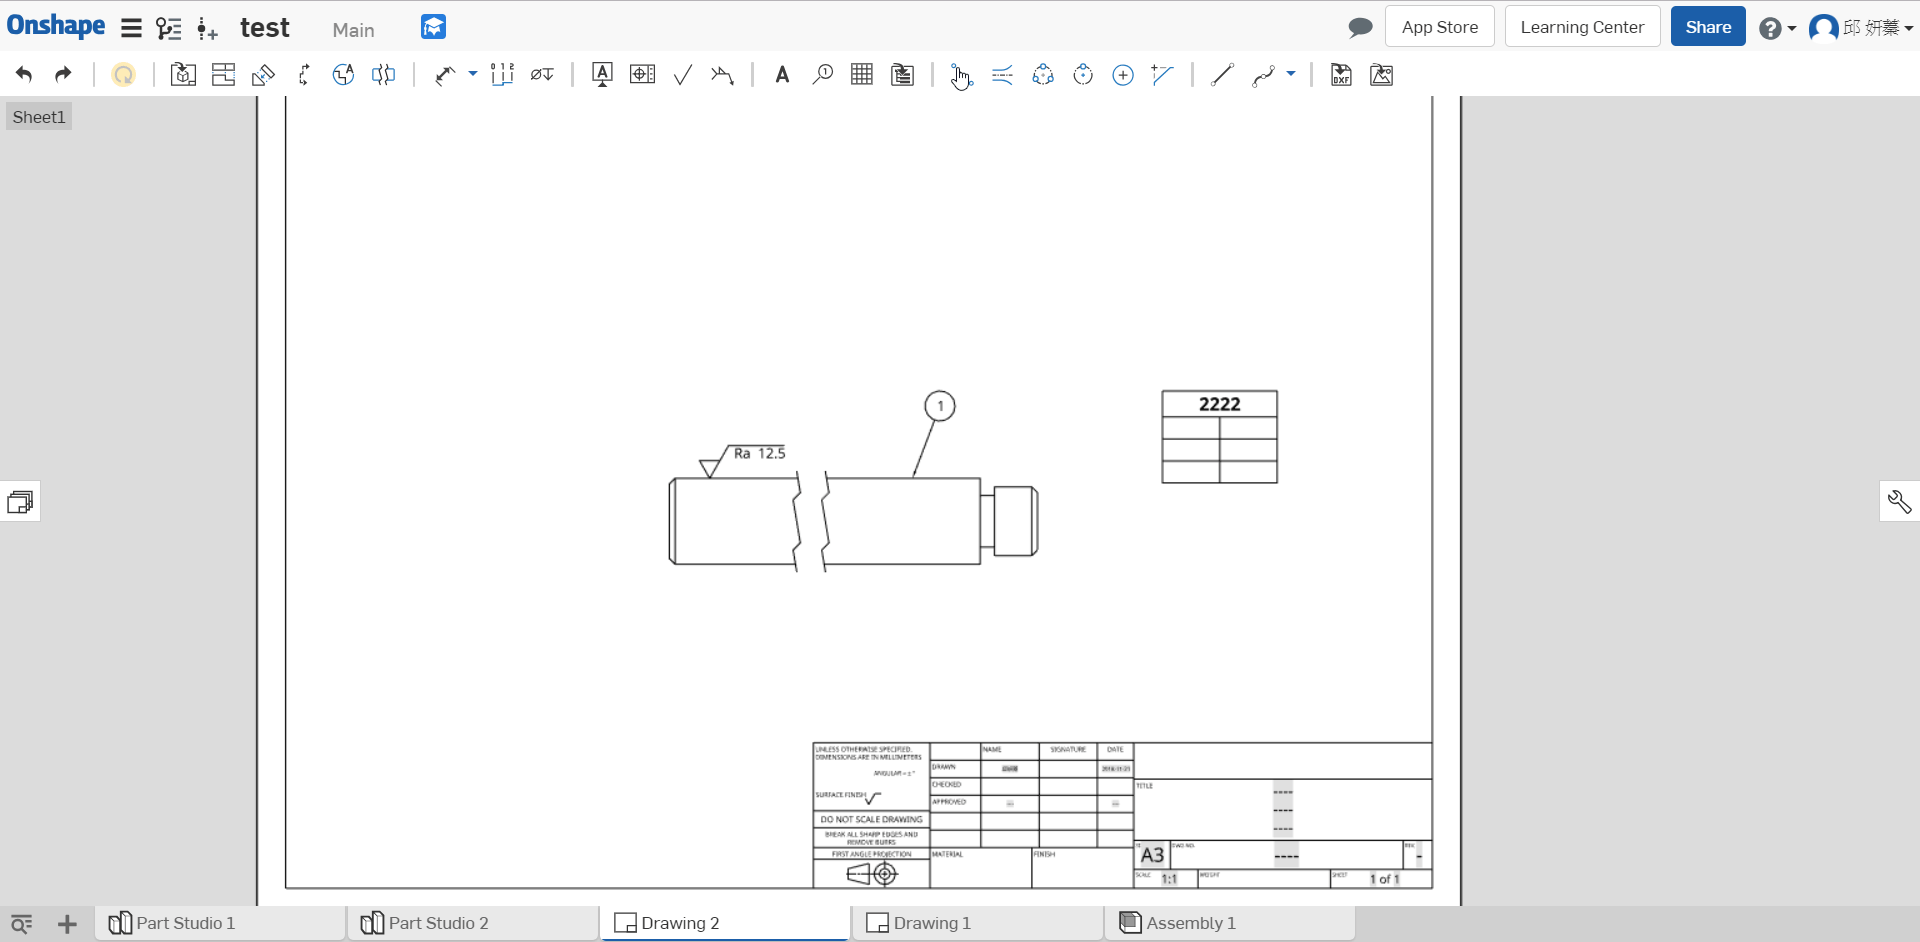 Onshape
test
Main
App Store
Learning Center
Share
邱 妍蓁
Sheet1
1
2222
Ra 12.5
UNLESS OTHERWISE SPECIFIED,
DIMENSIONS ARE IN MILLIMETERS
ANGULAR = ± °
SURFACE FINISH
DO NOT SCALE DRAWING
BREAK ALL SHARP EDGES AND
REMOVE BURRS
FIRST ANGLE PROJECTION
NAME
SIGNATURE
DATE
DRAWN
CHECKED
APPROVED
MATERIAL
FINISH
TITLE
----
----
----
A3
DWG NO.
----
REV.
-
SCALE
1:1
WEIGHT
SHEET
1 of 1
Part Studio 1
Part Studio 2
Drawing 2
Drawing 1
Assembly 1